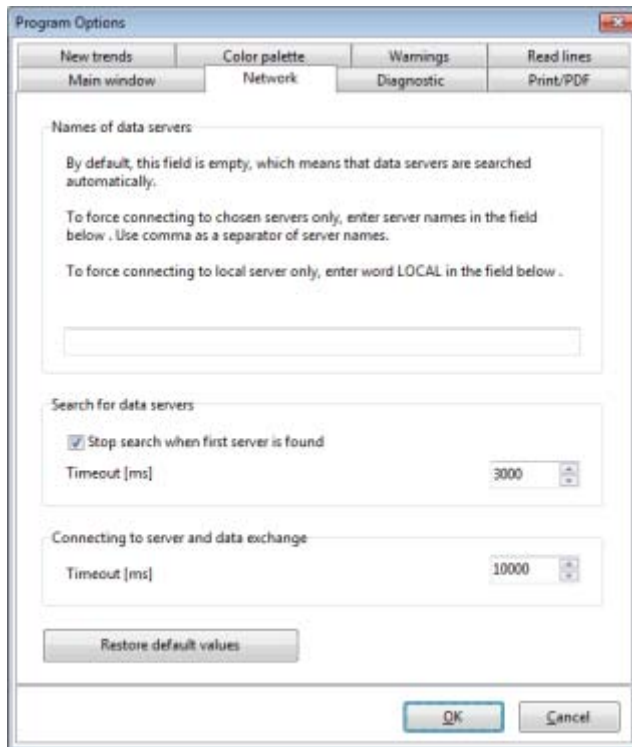 Program Options
New trends Color palette Warnings Read lines
Main window Network Diagnostic Print/PDF
Names of data servers
By default, this field is empty, which means that data servers are searched
automatically.
To force connecting to chosen servers only, enter server names in the field
below . Use comma as a separator of server names.
To force connecting to local server only, enter word LOCAL in the field below .
Search for data servers
Stop search when first server is found
Timeout [ms] 3000
Connecting to server and data exchange
Timeout [ms] 10000
Restore default values
OK Cancel